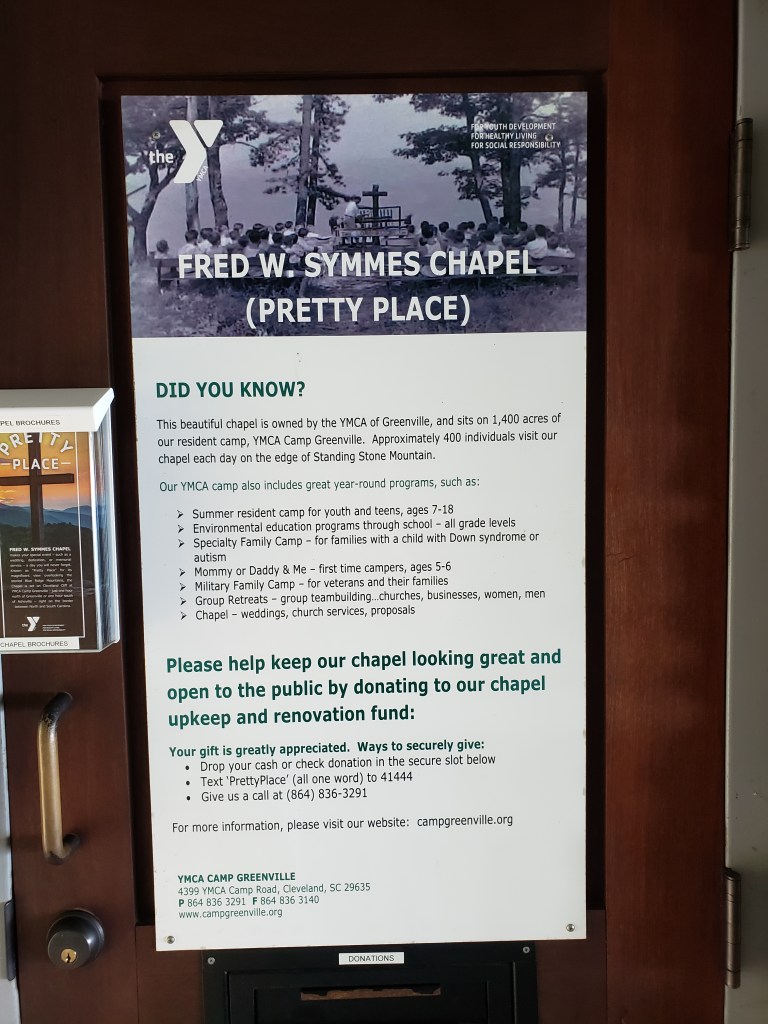 the
YMCA
FOR YOUTH DEVELOPMENT
FOR HEALTHY LIVING
FOR SOCIAL RESPONSIBILITY
FRED W. SYMMES CHAPEL
(PRETTY PLACE)
DID YOU KNOW?
This beautiful chapel is owned by the YMCA of Greenville, and sits on 1,400 acres of
our resident camp, YMCA Camp Greenville. Approximately 400 individuals visit our
chapel each day on the edge of Standing Stone Mountain.
Our YMCA camp also includes great year-round programs, such as:
➢ Summer resident camp for youth and teens, ages 7-18
➢ Environmental education programs through school – all grade levels
➢ Specialty Family Camp – for families with a child with Down syndrome or
autism
➢ Mommy or Daddy & Me – first time campers, ages 5-6
➢ Military Family Camp – for veterans and their families
➢ Group Retreats – group teambuilding…churches, businesses, women, men
➢ Chapel – weddings, church services, proposals
Please help keep our chapel looking great and
open to the public by donating to our chapel
upkeep and renovation fund:
Your gift is greatly appreciated. Ways to securely give:
• Drop your cash or check donation in the secure slot below
• Text ‘PrettyPlace’ (all one word) to 41444
• Give us a call at (864) 836-3291
For more information, please visit our website: campgreenville.org
YMCA CAMP GREENVILLE
4399 YMCA Camp Road, Cleveland, SC 29635
P 864 836 3291 F 864 836 3140
www.campgreenville.org
DONATIONS
PEL BROCHURES
PRETTY
PLACE
FRED W. SYMMES CHAPEL
the
CHAPEL BROCHURES